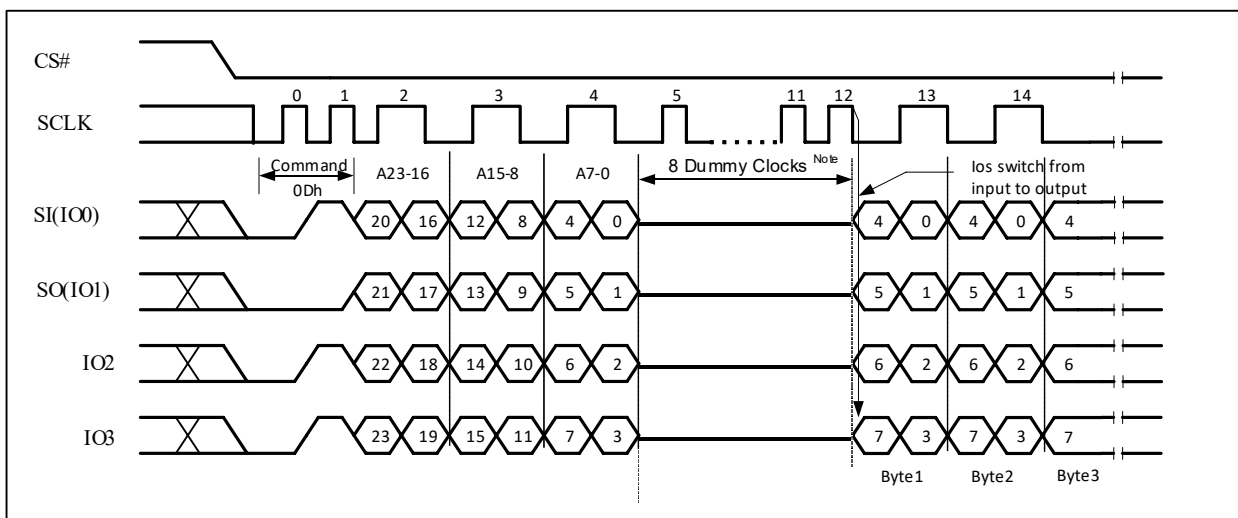 CS#
0 1 2 3 4 5 11 12 13 14
SCLK
Command
0Dh
A23-16 A15-8 A7-0
8 Dummy Clocks Note
Ios switch from
input to output
SI(IO0) 20 16 12 8 4 0 4 0 4 0 4
SO(IO1) 21 17 13 9 5 1 5 1 5 1 5
IO2 22 18 14 10 6 2 6 2 6 2 6
IO3 23 19 15 11 7 3 7 3 7 3 7
Byte1 Byte2 Byte3